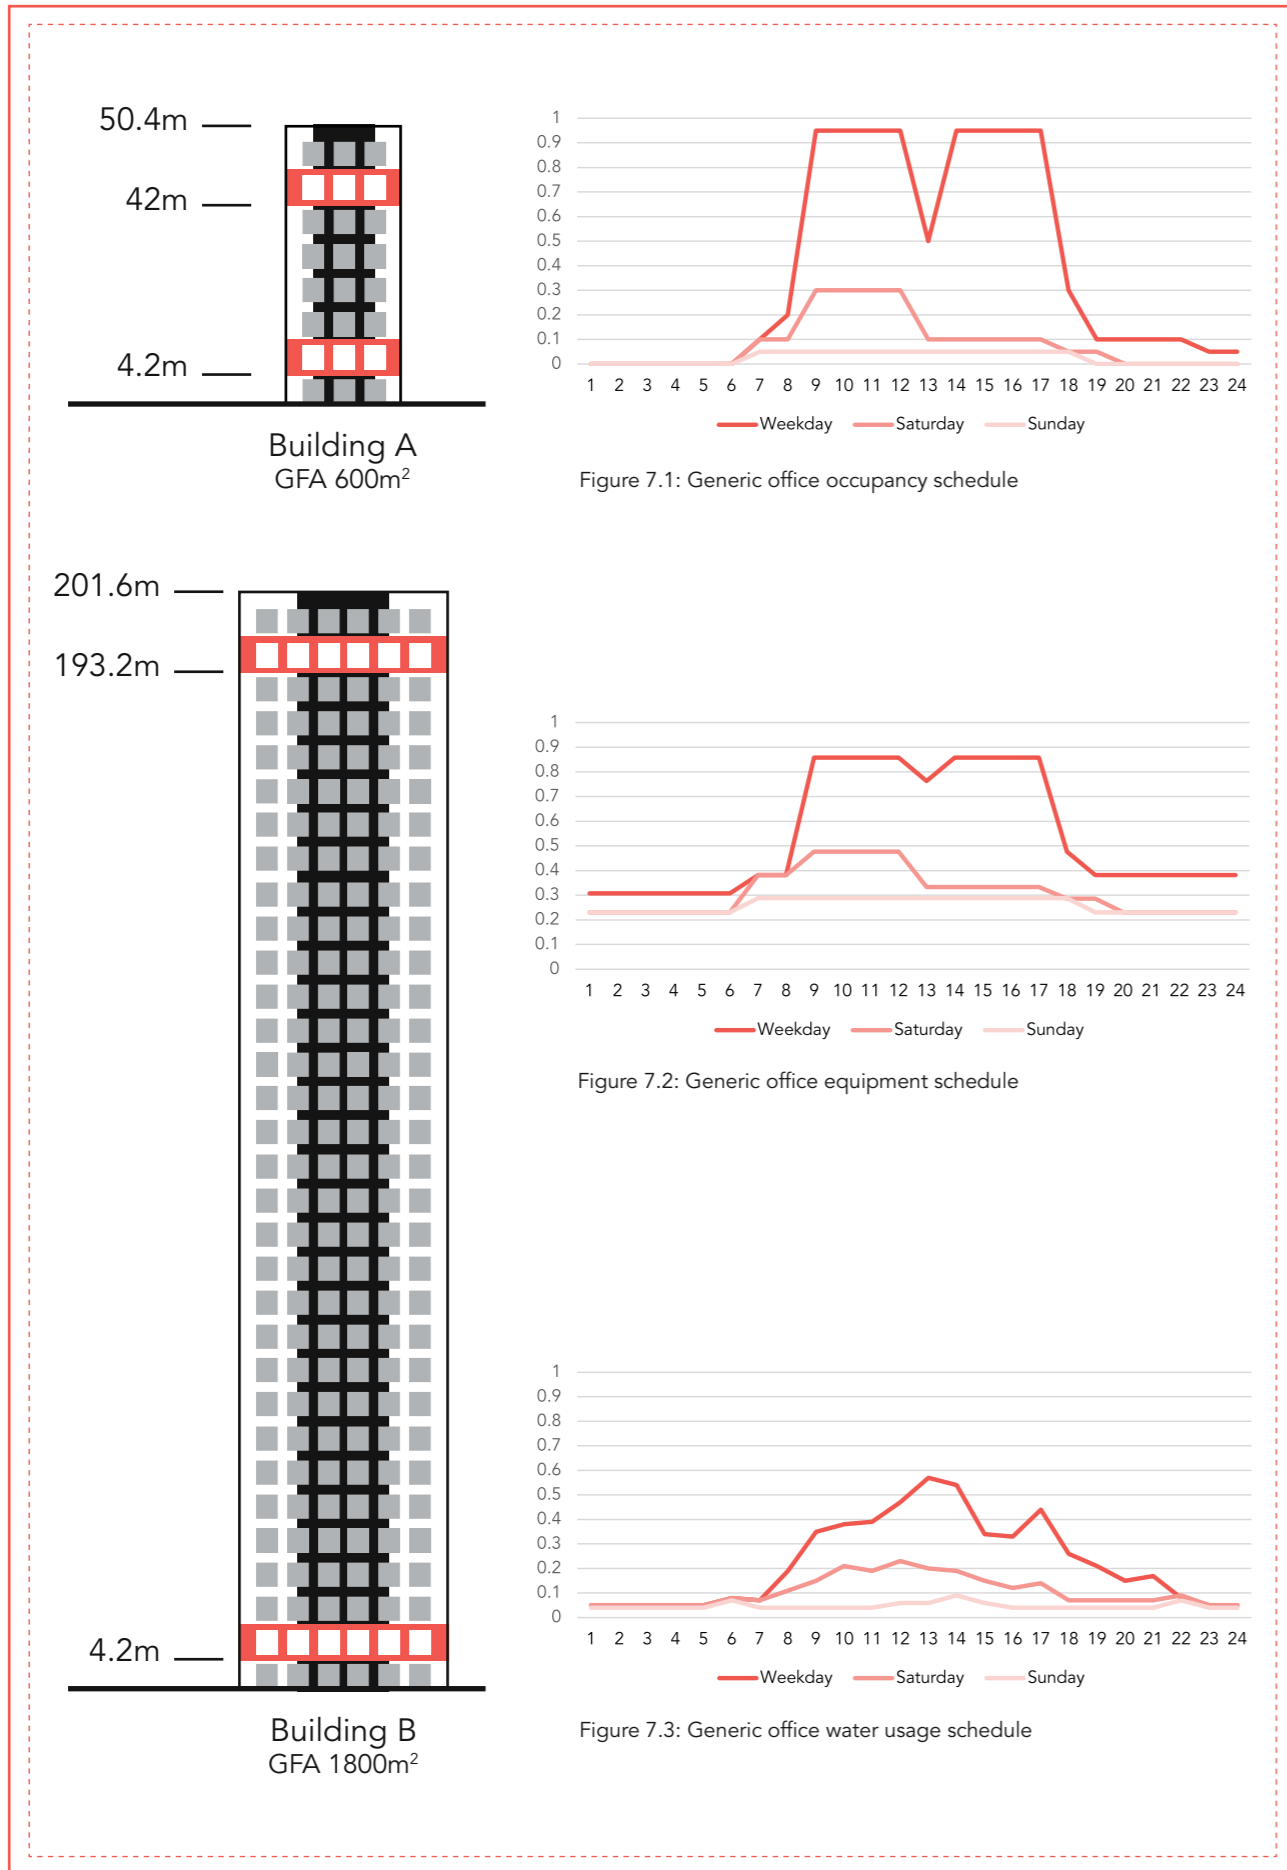 50.4m
42m
4.2m
Building A
GFA 600m²
1
0.9
0.8
0.7
0.6
0.5
0.4
0.3
0.2
0.1
0
1 2 3 4 5 6 7 8 9 10 11 12 13 14 15 16 17 18 19 20 21 22 23 24
Weekday Saturday Sunday
Figure 7.1: Generic office occupancy schedule
201.6m
193.2m
4.2m
Building B
GFA 1800m²
1
0.9
0.8
0.7
0.6
0.5
0.4
0.3
0.2
0.1
0
1 2 3 4 5 6 7 8 9 10 11 12 13 14 15 16 17 18 19 20 21 22 23 24
Weekday Saturday Sunday
Figure 7.2: Generic office equipment schedule
1
0.9
0.8
0.7
0.6
0.5
0.4
0.3
0.2
0.1
0
1 2 3 4 5 6 7 8 9 10 11 12 13 14 15 16 17 18 19 20 21 22 23 24
Weekday Saturday Sunday
Figure 7.3: Generic office water usage schedule